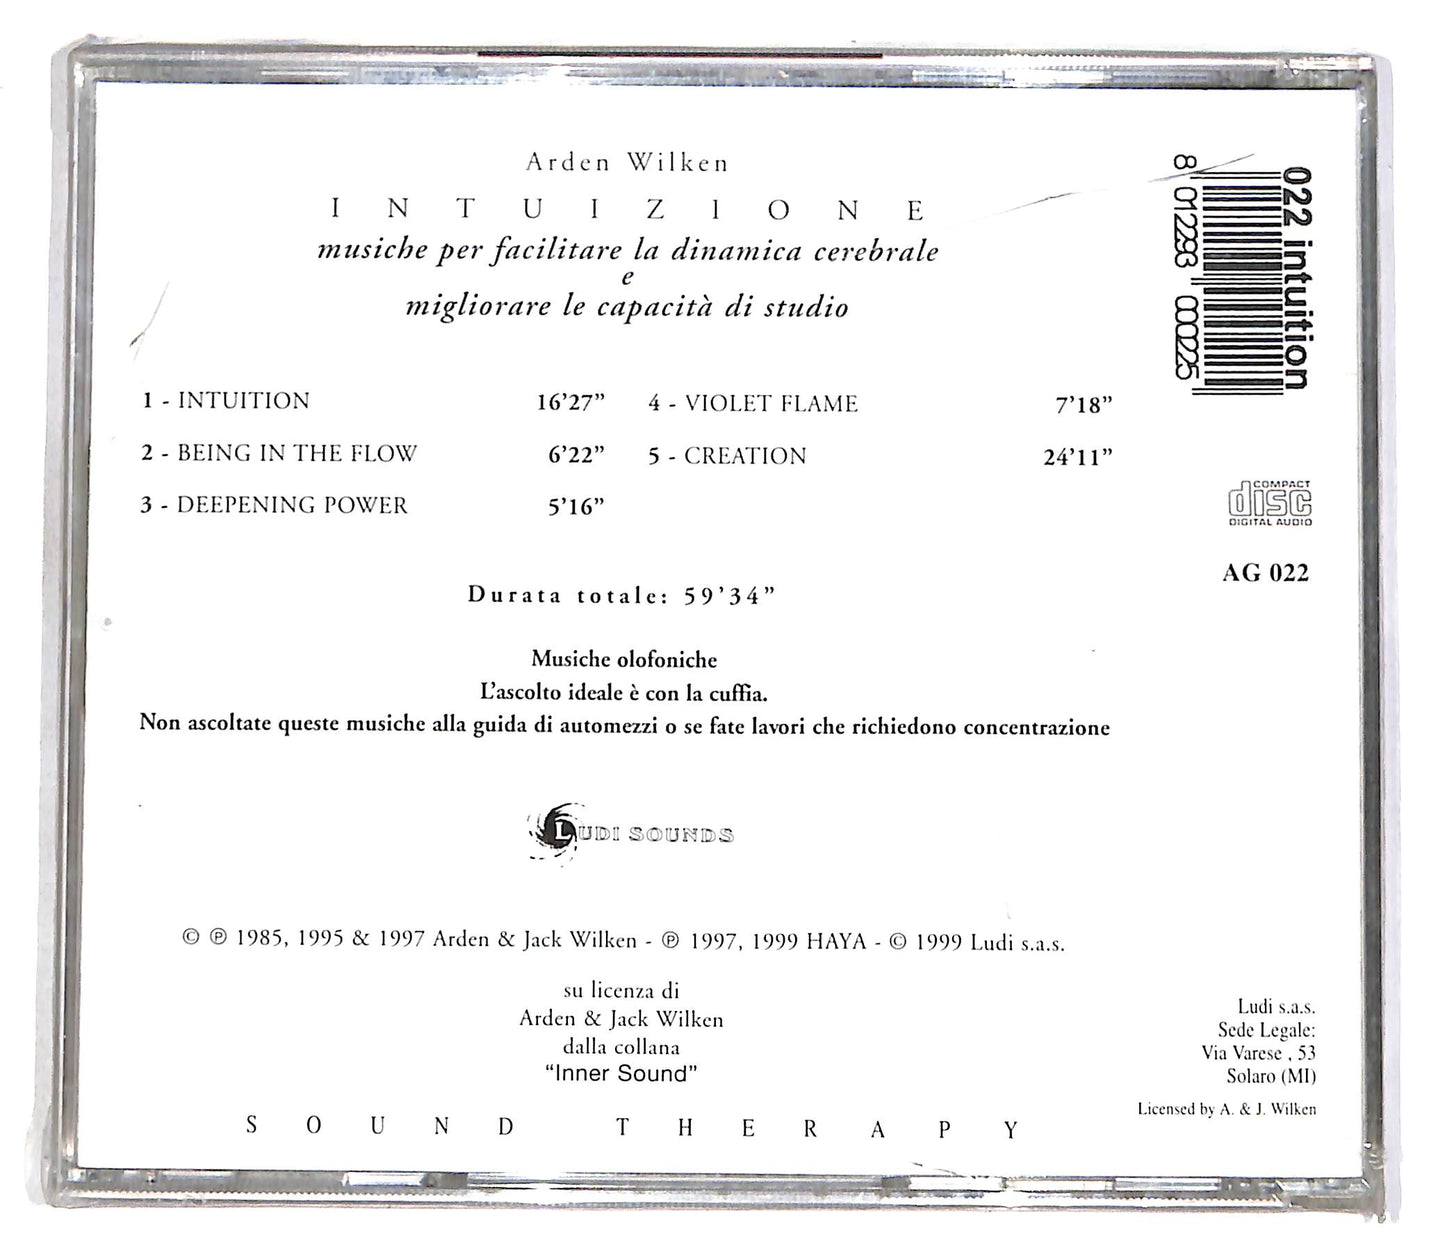 Arden Wilken
INTUIZIONE
musiche per facilitare la dinamica cerebrale
e
migliorare le capacità di studio
1 - INTUITION 16’27”
2 - BEING IN THE FLOW 6’22”
3 - DEEPENING POWER 5’16”
4 - VIOLET FLAME 7’18”
5 - CREATION 24’11”
Durata totale: 59’34”
Musiche olofoniche
L’ascolto ideale è con la cuffia.
Non ascoltate queste musiche alla guida di automezzi o se fate lavori che richiedono concentrazione
LUDI SOUNDS
© ℗ 1985, 1995 & 1997 Arden & Jack Wilken - ℗ 1997, 1999 HAYA - © 1999 Ludi s.a.s.
su licenza di
Arden & Jack Wilken
dalla collana
“Inner Sound”
SOUND THERAPY
022 intuition
8 012293 000225
COMPACT
disc
DIGITAL AUDIO
AG 022
Ludi s.a.s.
Sede Legale:
Via Varese , 53
Solaro (MI)
Licensed by A. & J. Wilken